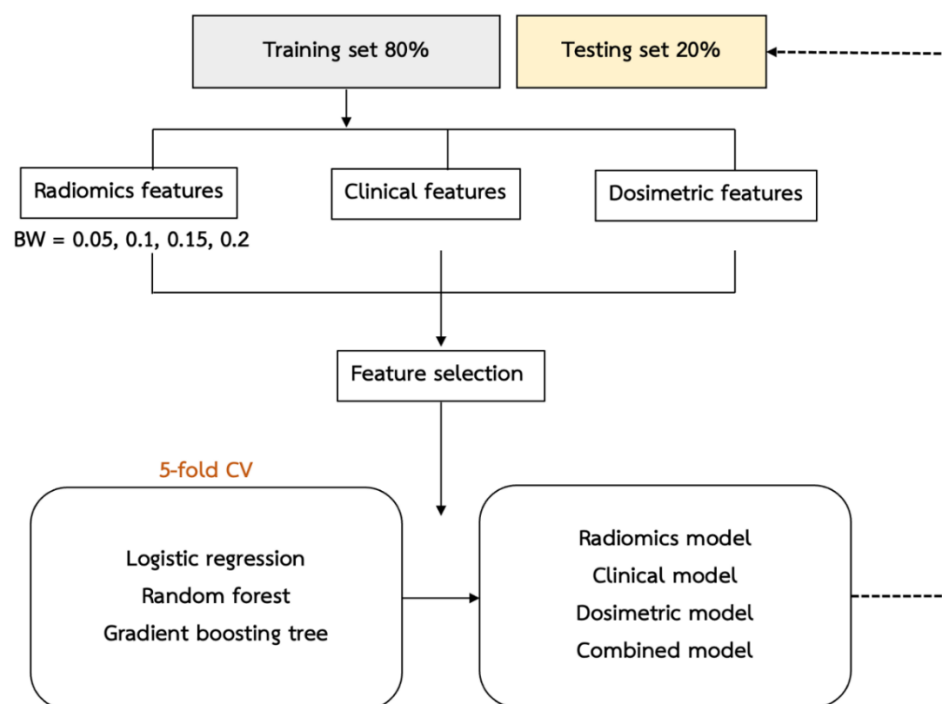 Training set 80%
Testing set 20%
Radiomics features
Clinical features
Dosimetric features
BW = 0.05, 0.1, 0.15, 0.2
Feature selection
5-fold CV
Logistic regression
Random forest
Gradient boosting tree
Radiomics model
Clinical model
Dosimetric model
Combined model